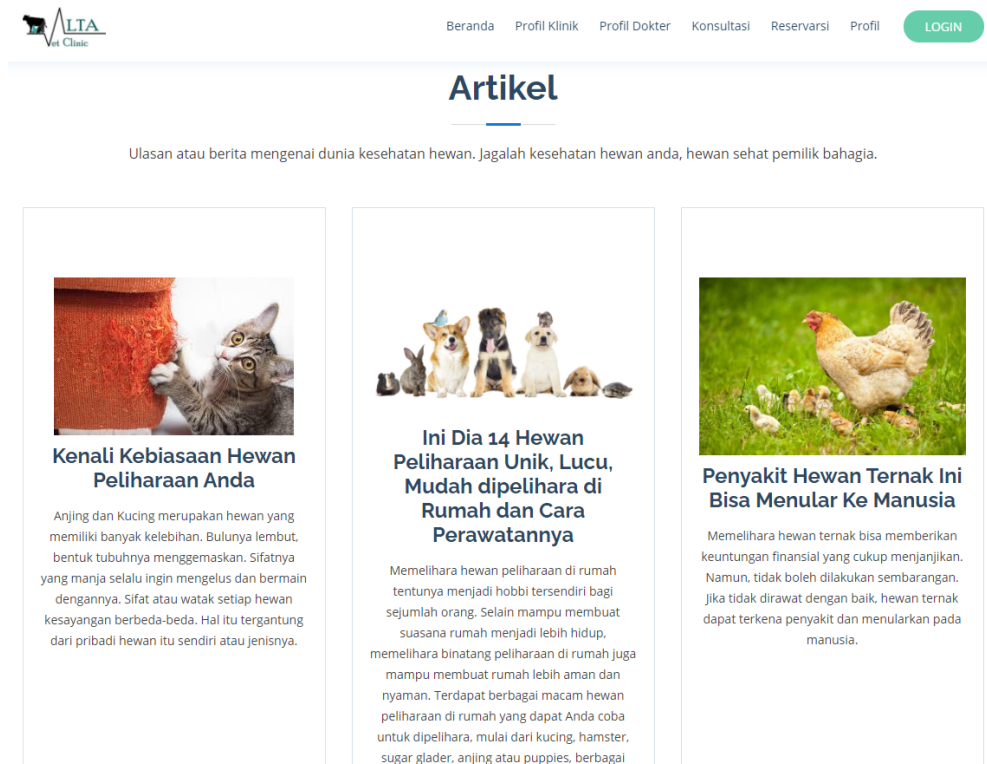 ALTA
Vet Clinic
Beranda Profil Klinik Profil Dokter Konsultasi Reservarsi Profil LOGIN
Artikel
Ulasan atau berita mengenai dunia kesehatan hewan. Jagalah kesehatan hewan anda, hewan sehat pemilik bahagia.
Kenali Kebiasaan Hewan
Peliharaan Anda
Anjing dan Kucing merupakan hewan yang
memiliki banyak kelebihan. Bulunya lembut,
bentuk tubuhnya menggemaskan. Sifatnya
yang manja selalu ingin mengelus dan bermain
dengannya. Sifat atau watak setiap hewan
kesayangan berbeda-beda. Hal itu tergantung
dari pribadi hewan itu sendiri atau jenisnya.
Ini Dia 14 Hewan
Peliharaan Unik, Lucu,
Mudah dipelihara di
Rumah dan Cara
Perawatannya
Memelihara hewan peliharaan di rumah
tentunya menjadi hobbi tersendiri bagi
sejumlah orang. Selain mampu membuat
suasana rumah menjadi lebih hidup,
memelihara binatang peliharaan di rumah juga
mampu membuat rumah lebih aman dan
nyaman. Terdapat berbagai macam hewan
peliharaan di rumah yang dapat Anda coba
untuk dipelihara, mulai dari kucing, hamster,
sugar glader, anjing atau puppies, berbagai
Penyakit Hewan Ternak Ini
Bisa Menular Ke Manusia
Memelihara hewan ternak bisa memberikan
keuntungan finansial yang cukup menjanjikan.
Namun, tidak boleh dilakukan sembarangan.
Jika tidak dirawat dengan baik, hewan ternak
dapat terkena penyakit dan menularkan pada
manusia.